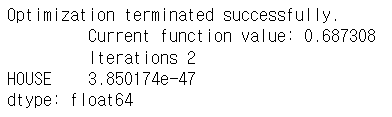 Optimization terminated successfully.
         Current function value: 0.687308
         Iterations 2
HOUSE    3.850174e-47
dtype: float64